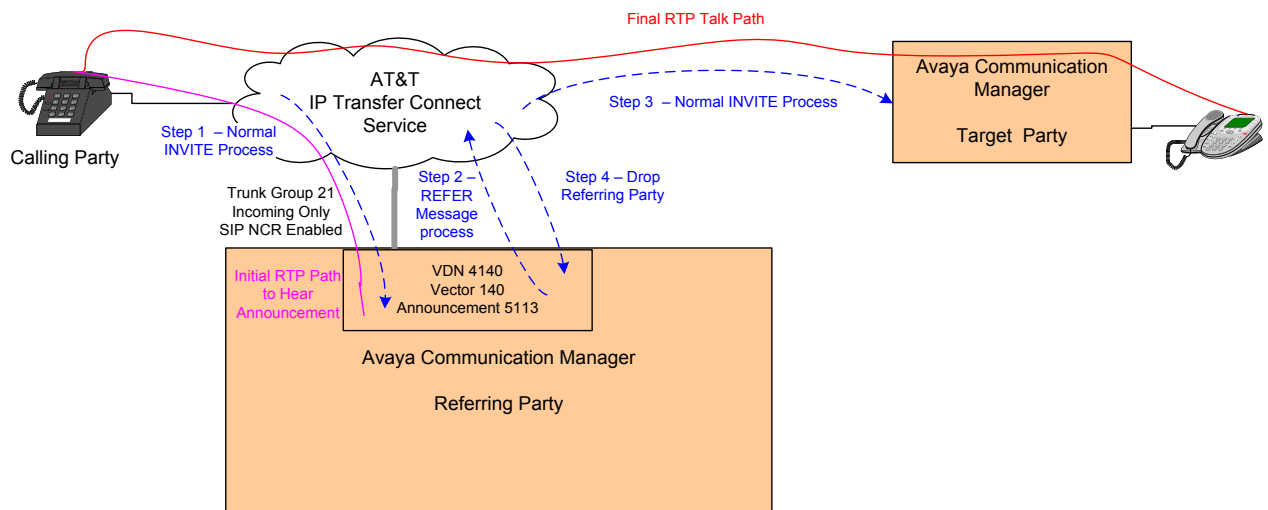 Final RTP Talk Path
AT&T
IP Transfer Connect
Service
Avaya Communication
Manager
Target Party
Calling Party
Step 1 – Normal
INVITE Process
Step 3 – Normal INVITE Process
Step 2 –
REFER
Message
process
Step 4 – Drop
Referring Party
Trunk Group 21
Incoming Only
SIP NCR Enabled
Initial RTP Path
to Hear
Announcement
VDN 4140
Vector 140
Announcement 5113
Avaya Communication Manager
Referring Party